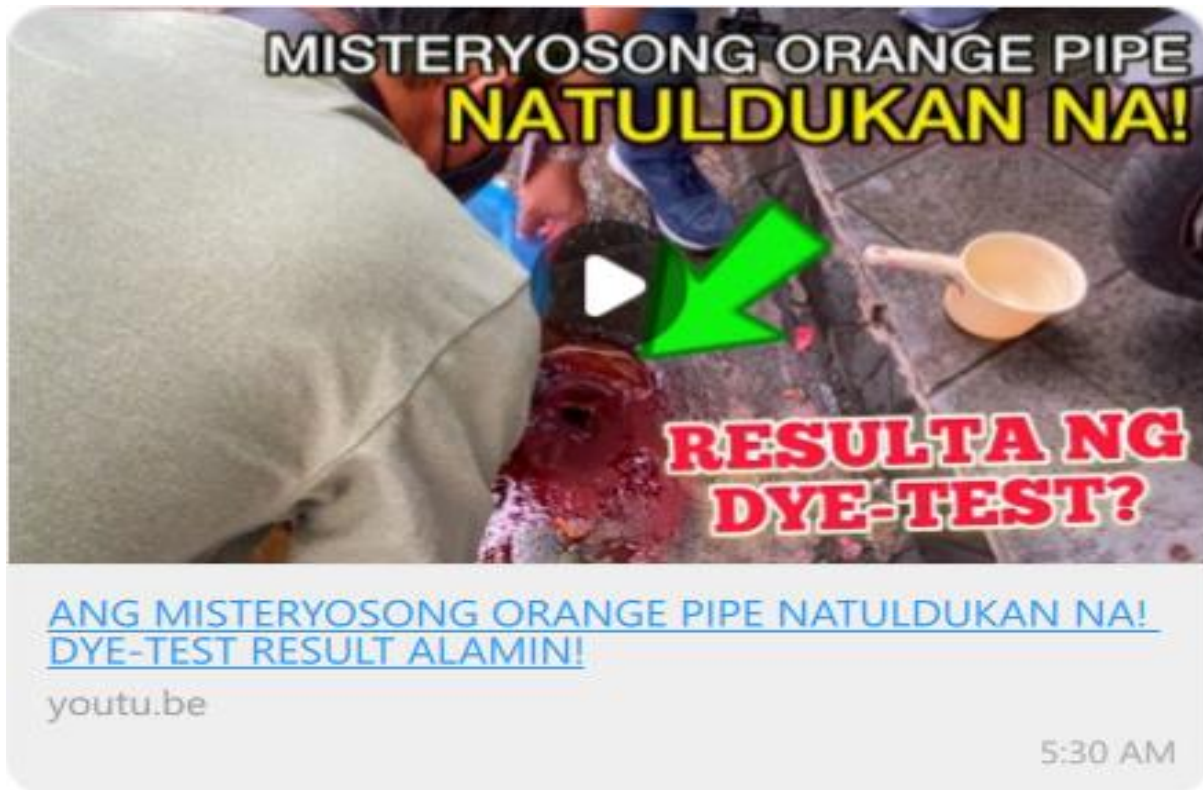 MISTERYOSONG ORANGE PIPE
NATULDUKAN NA!
RESULTA NG
DYE-TEST?
ANG MISTERYOSONG ORANGE PIPE NATULDUKAN NA!
DYE-TEST RESULT ALAMIN!
youtu.be
5:30 AM